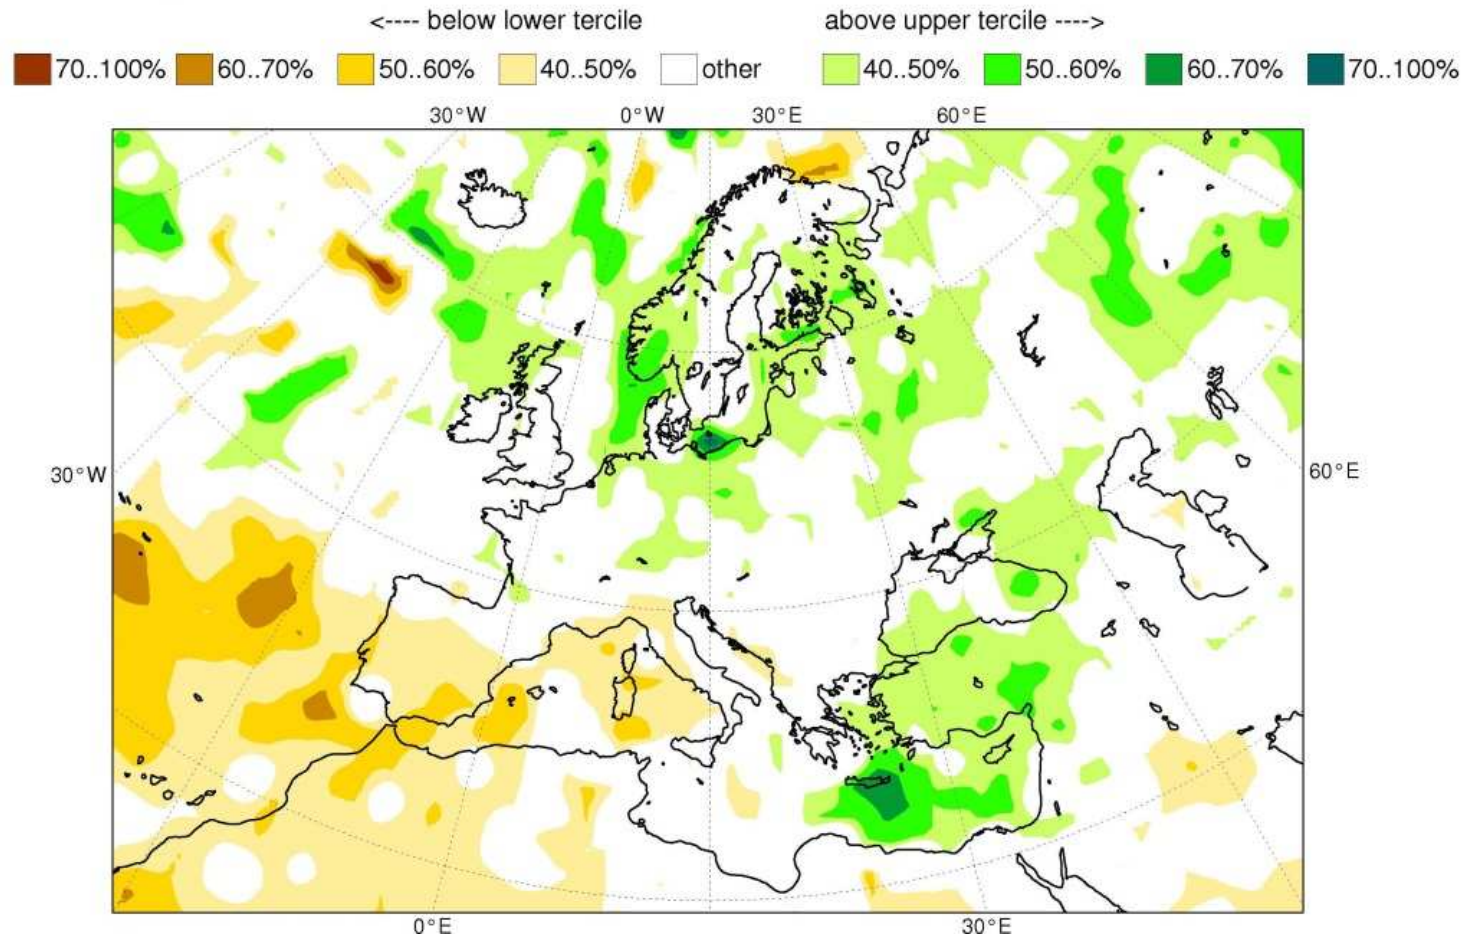 <---- below lower tercile above upper tercile ---->
70..100% 60..70% 50..60% 40..50% other 40..50% 50..60% 60..70% 70..100%
30°W 0°W 30°E 60°E
30°W
60°E
0°E 30°E